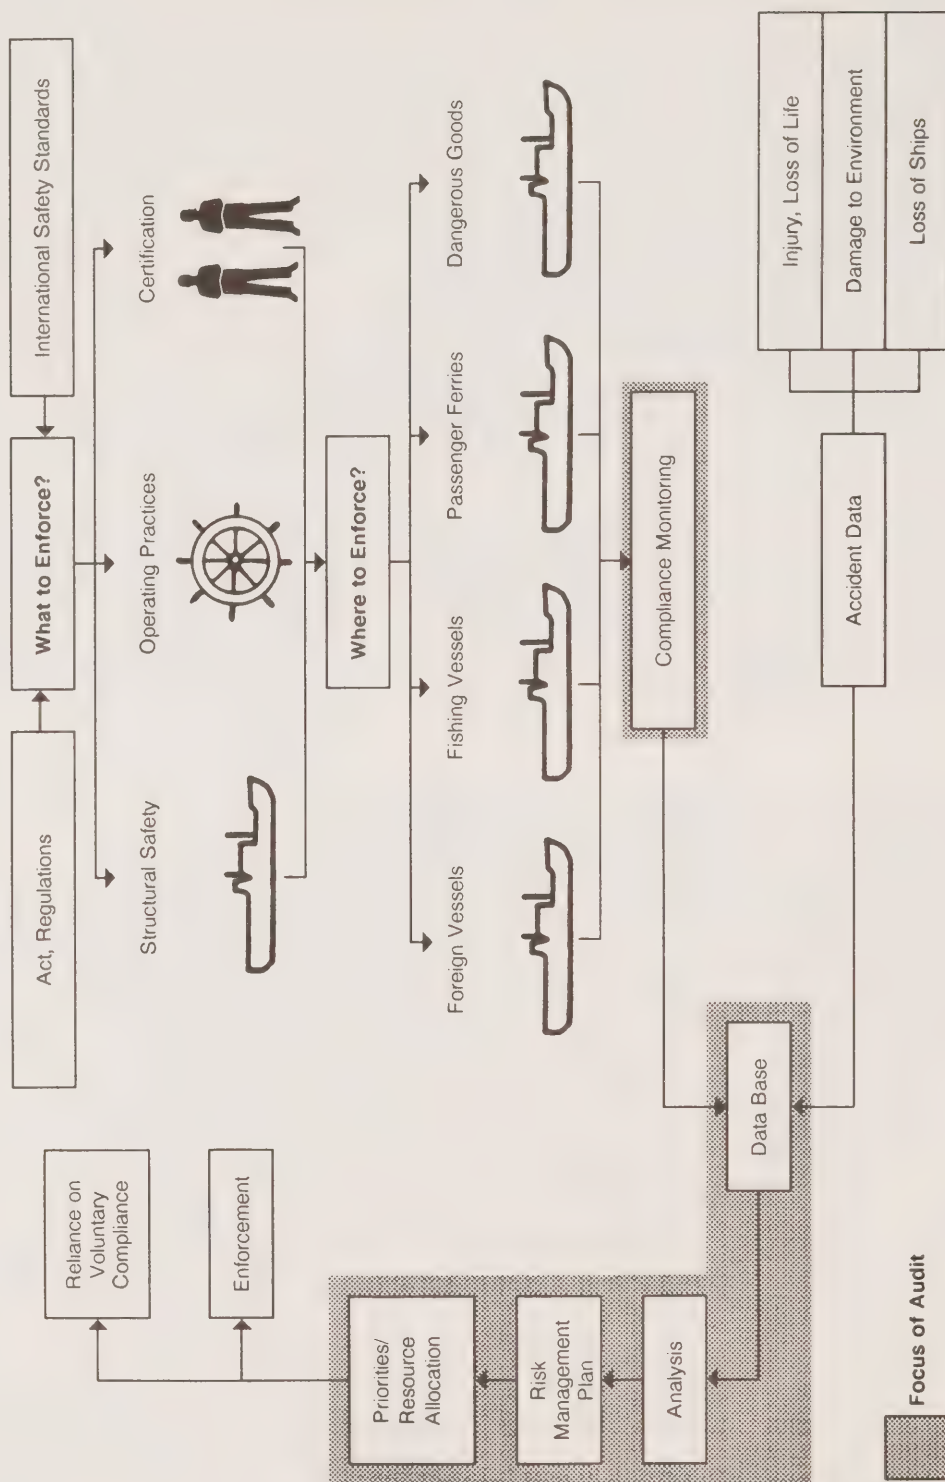 Reliance on
Voluntary
Compliance
Enforcement
Priorities/
Resource
Allocation
Risk
Management
Plan
Analysis
Data Base
Act, Regulations
What to Enforce?
International Safety Standards
Structural Safety
Operating Practices
Certification
Where to Enforce?
Foreign Vessels
Fishing Vessels
Passenger Ferries
Dangerous Goods
Compliance Monitoring
Accident Data
Injury, Loss of Life
Damage to Environment
Loss of Ships
Focus of Audit